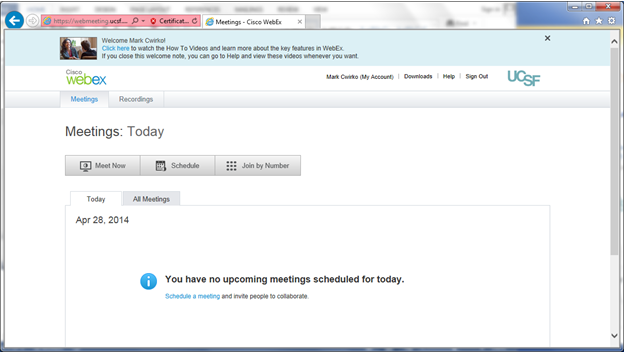 https://webmeeting.ucsf....
Certificat...
Meetings - Cisco WebEx
Welcome Mark Cwirko!
Click here to watch the How To Videos and learn more about the key features in WebEx.
If you close this welcome note, you can go to Help and view these videos whenever you want.
Cisco
webex
Mark Cwirko (My Account) | Downloads | Help | Sign Out
UCSF
Meetings
Recordings
Meetings: Today
Meet Now
Schedule
Join by Number
Today
All Meetings
Apr 28, 2014
You have no upcoming meetings scheduled for today.
Schedule a meeting and invite people to collaborate.